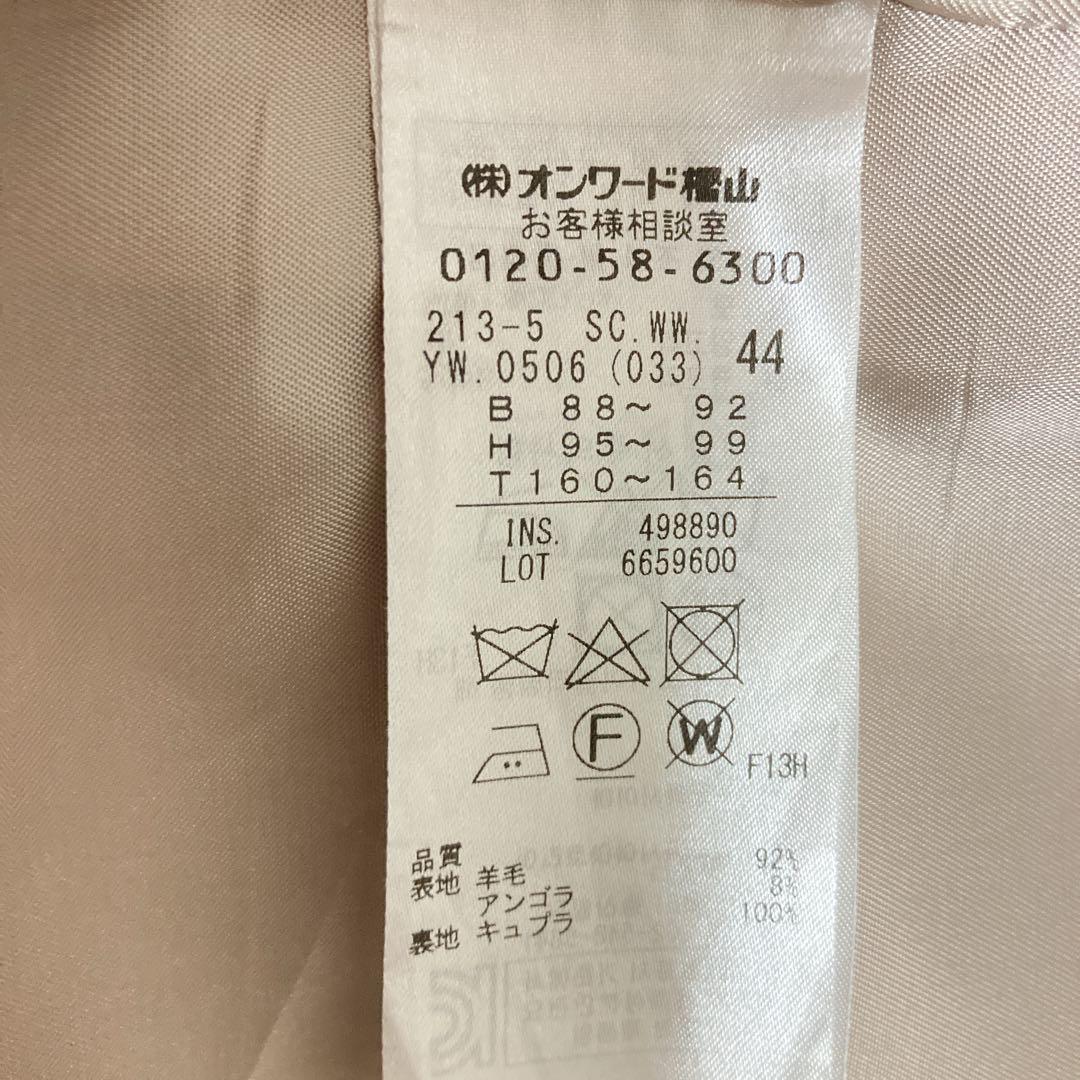 (株)オンワード樫山
お客様相談室
0120-58-6300
213-5 SC.WW.
YW.0506 (033) 44
B 88～ 92
H 95～ 99
T160～164
INS. 498890
LOT 6659600
F
W
F13H
品質
表地 羊毛 92%
アンゴラ 8%
裏地 キュプラ 100%